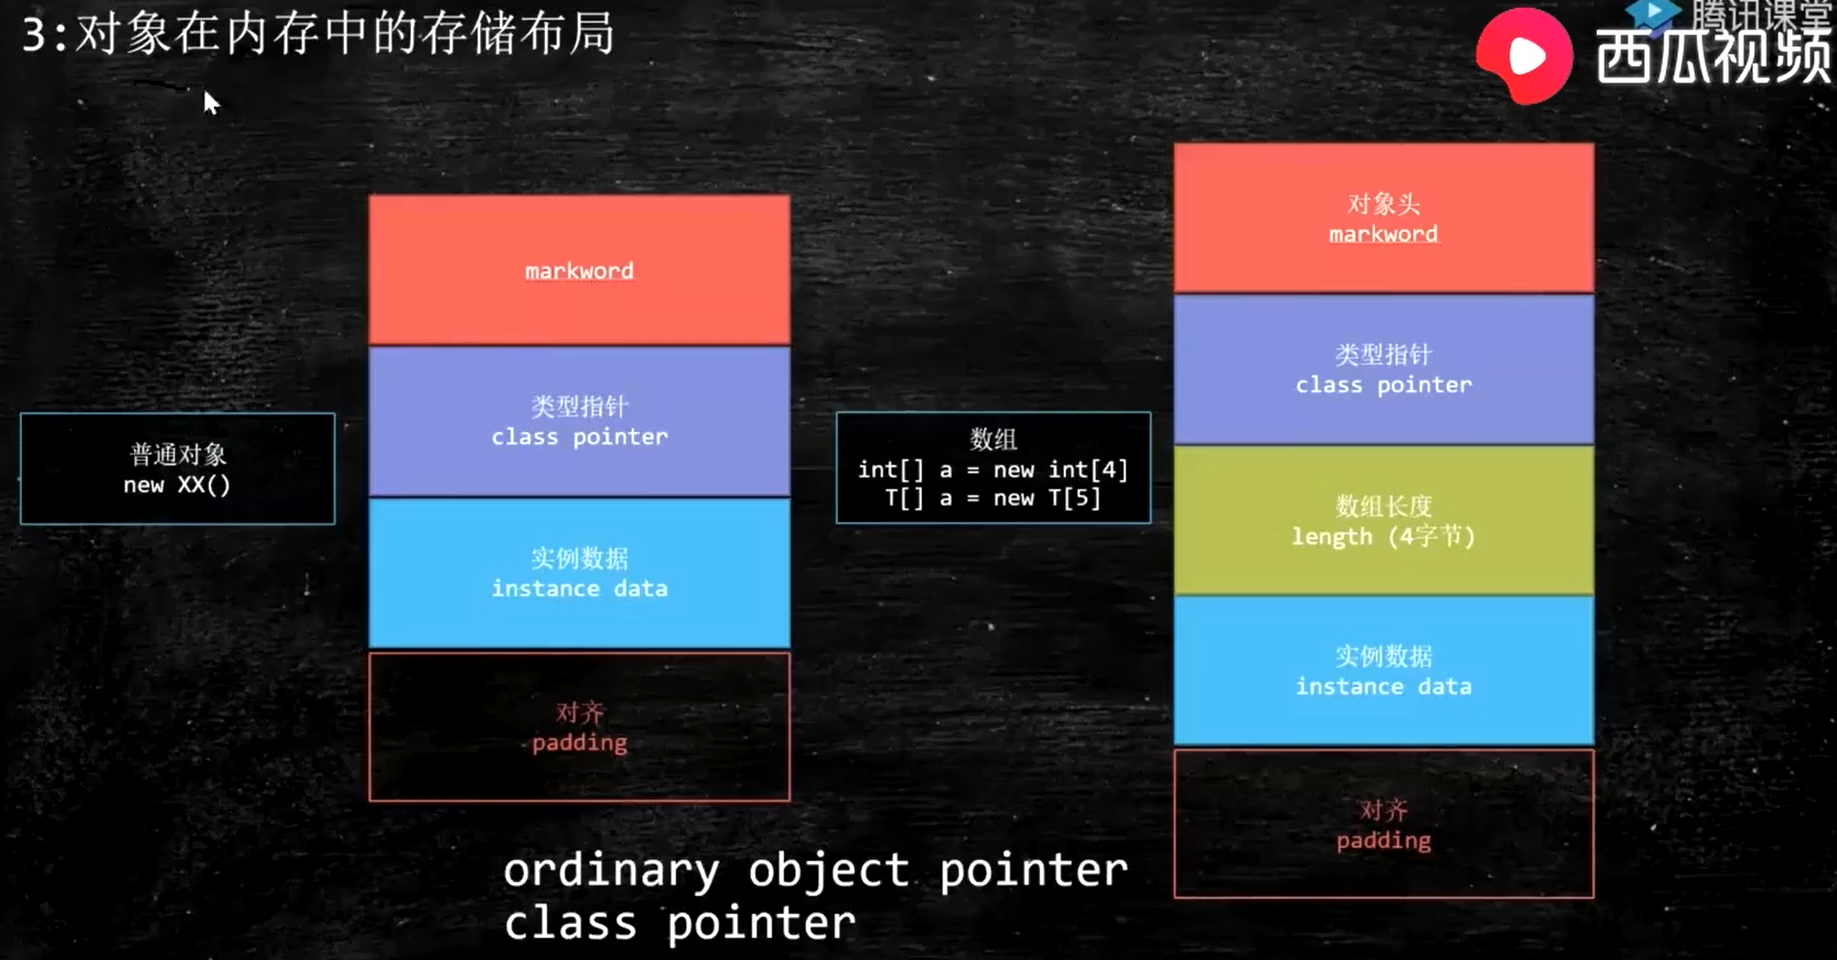 3:对象在内存中的存储布局
腾讯课堂
西瓜视频
普通对象
new XX()
markword
类型指针
class pointer
实例数据
instance data
对齐
padding
数组
int[] a = new int[4]
T[] a = new T[5]
对象头
markword
类型指针
class pointer
数组长度
length (4字节)
实例数据
instance data
对齐
padding
ordinary object pointer
class pointer